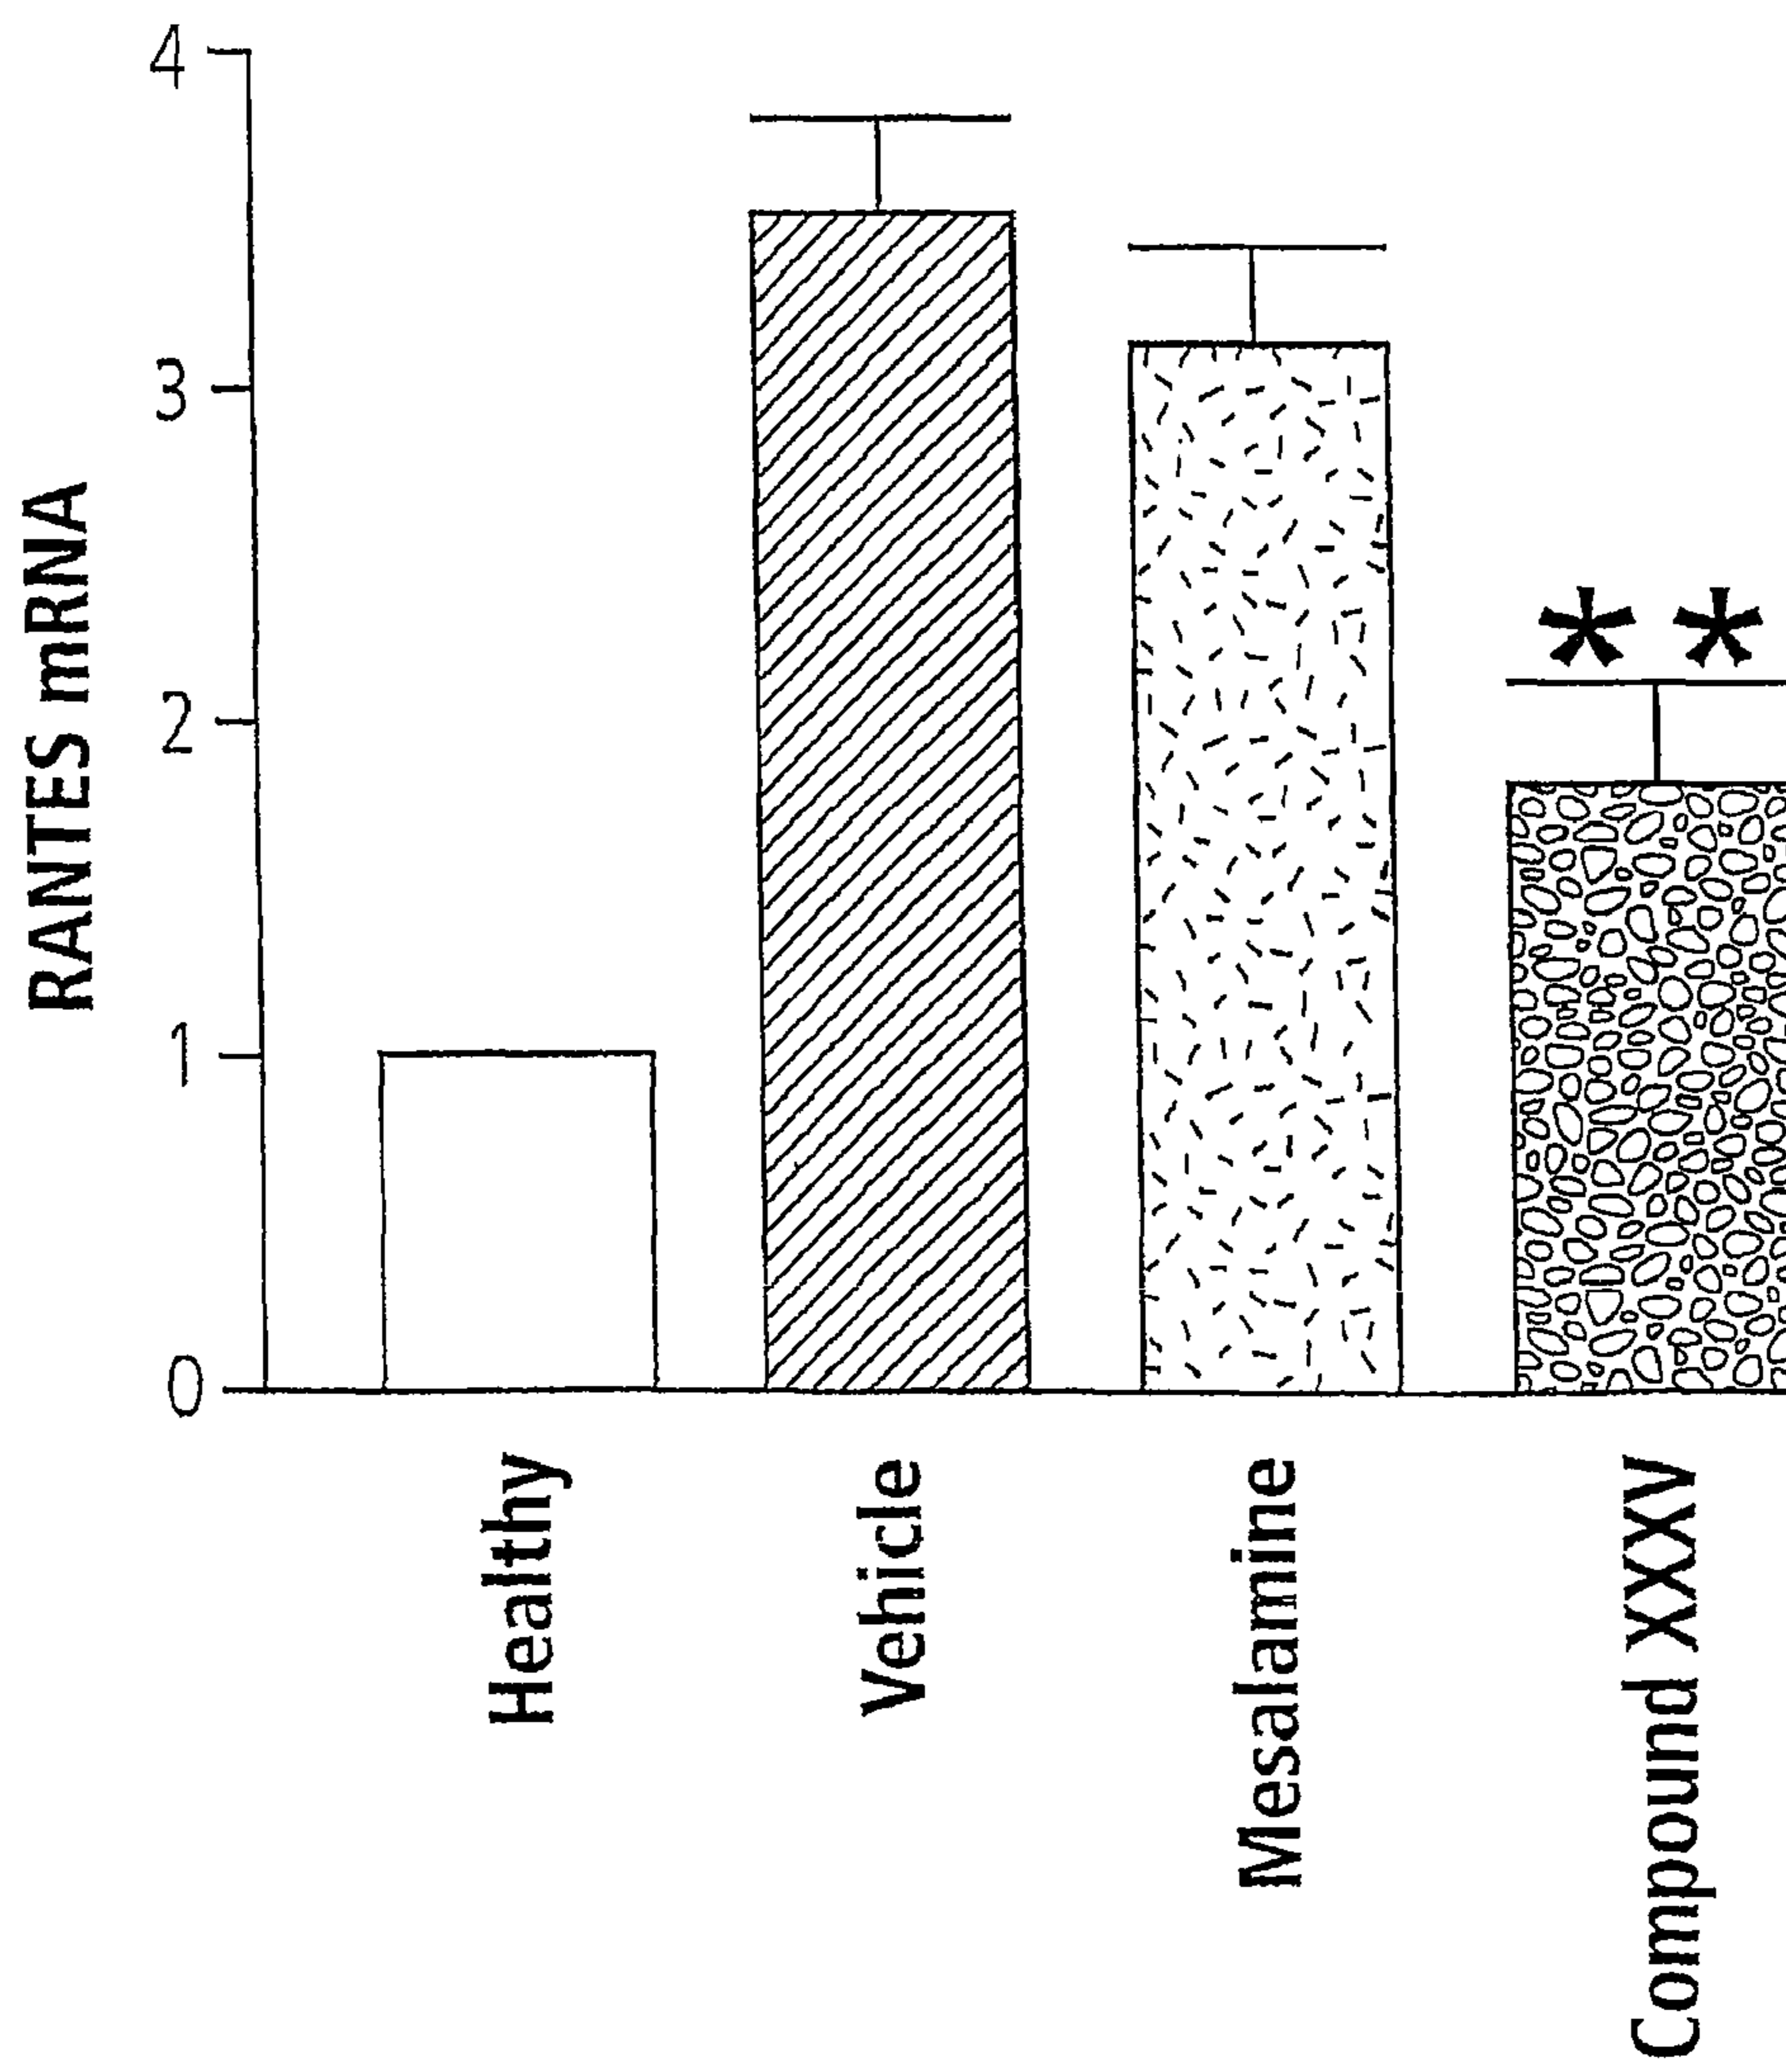 RANTES mRNA
4
3
2
1
0
**
Healthy
Vehicle
Mesalamine
Compound XXXV